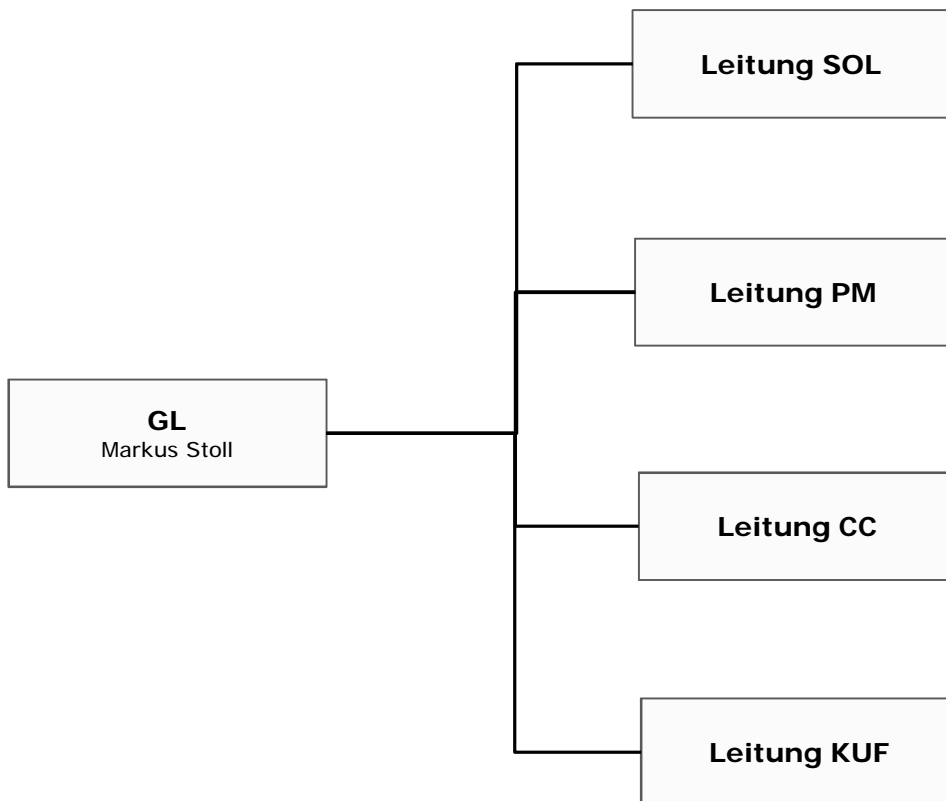 Leitung SOL
Leitung PM
GL
Markus Stoll
Leitung CC
Leitung KUF